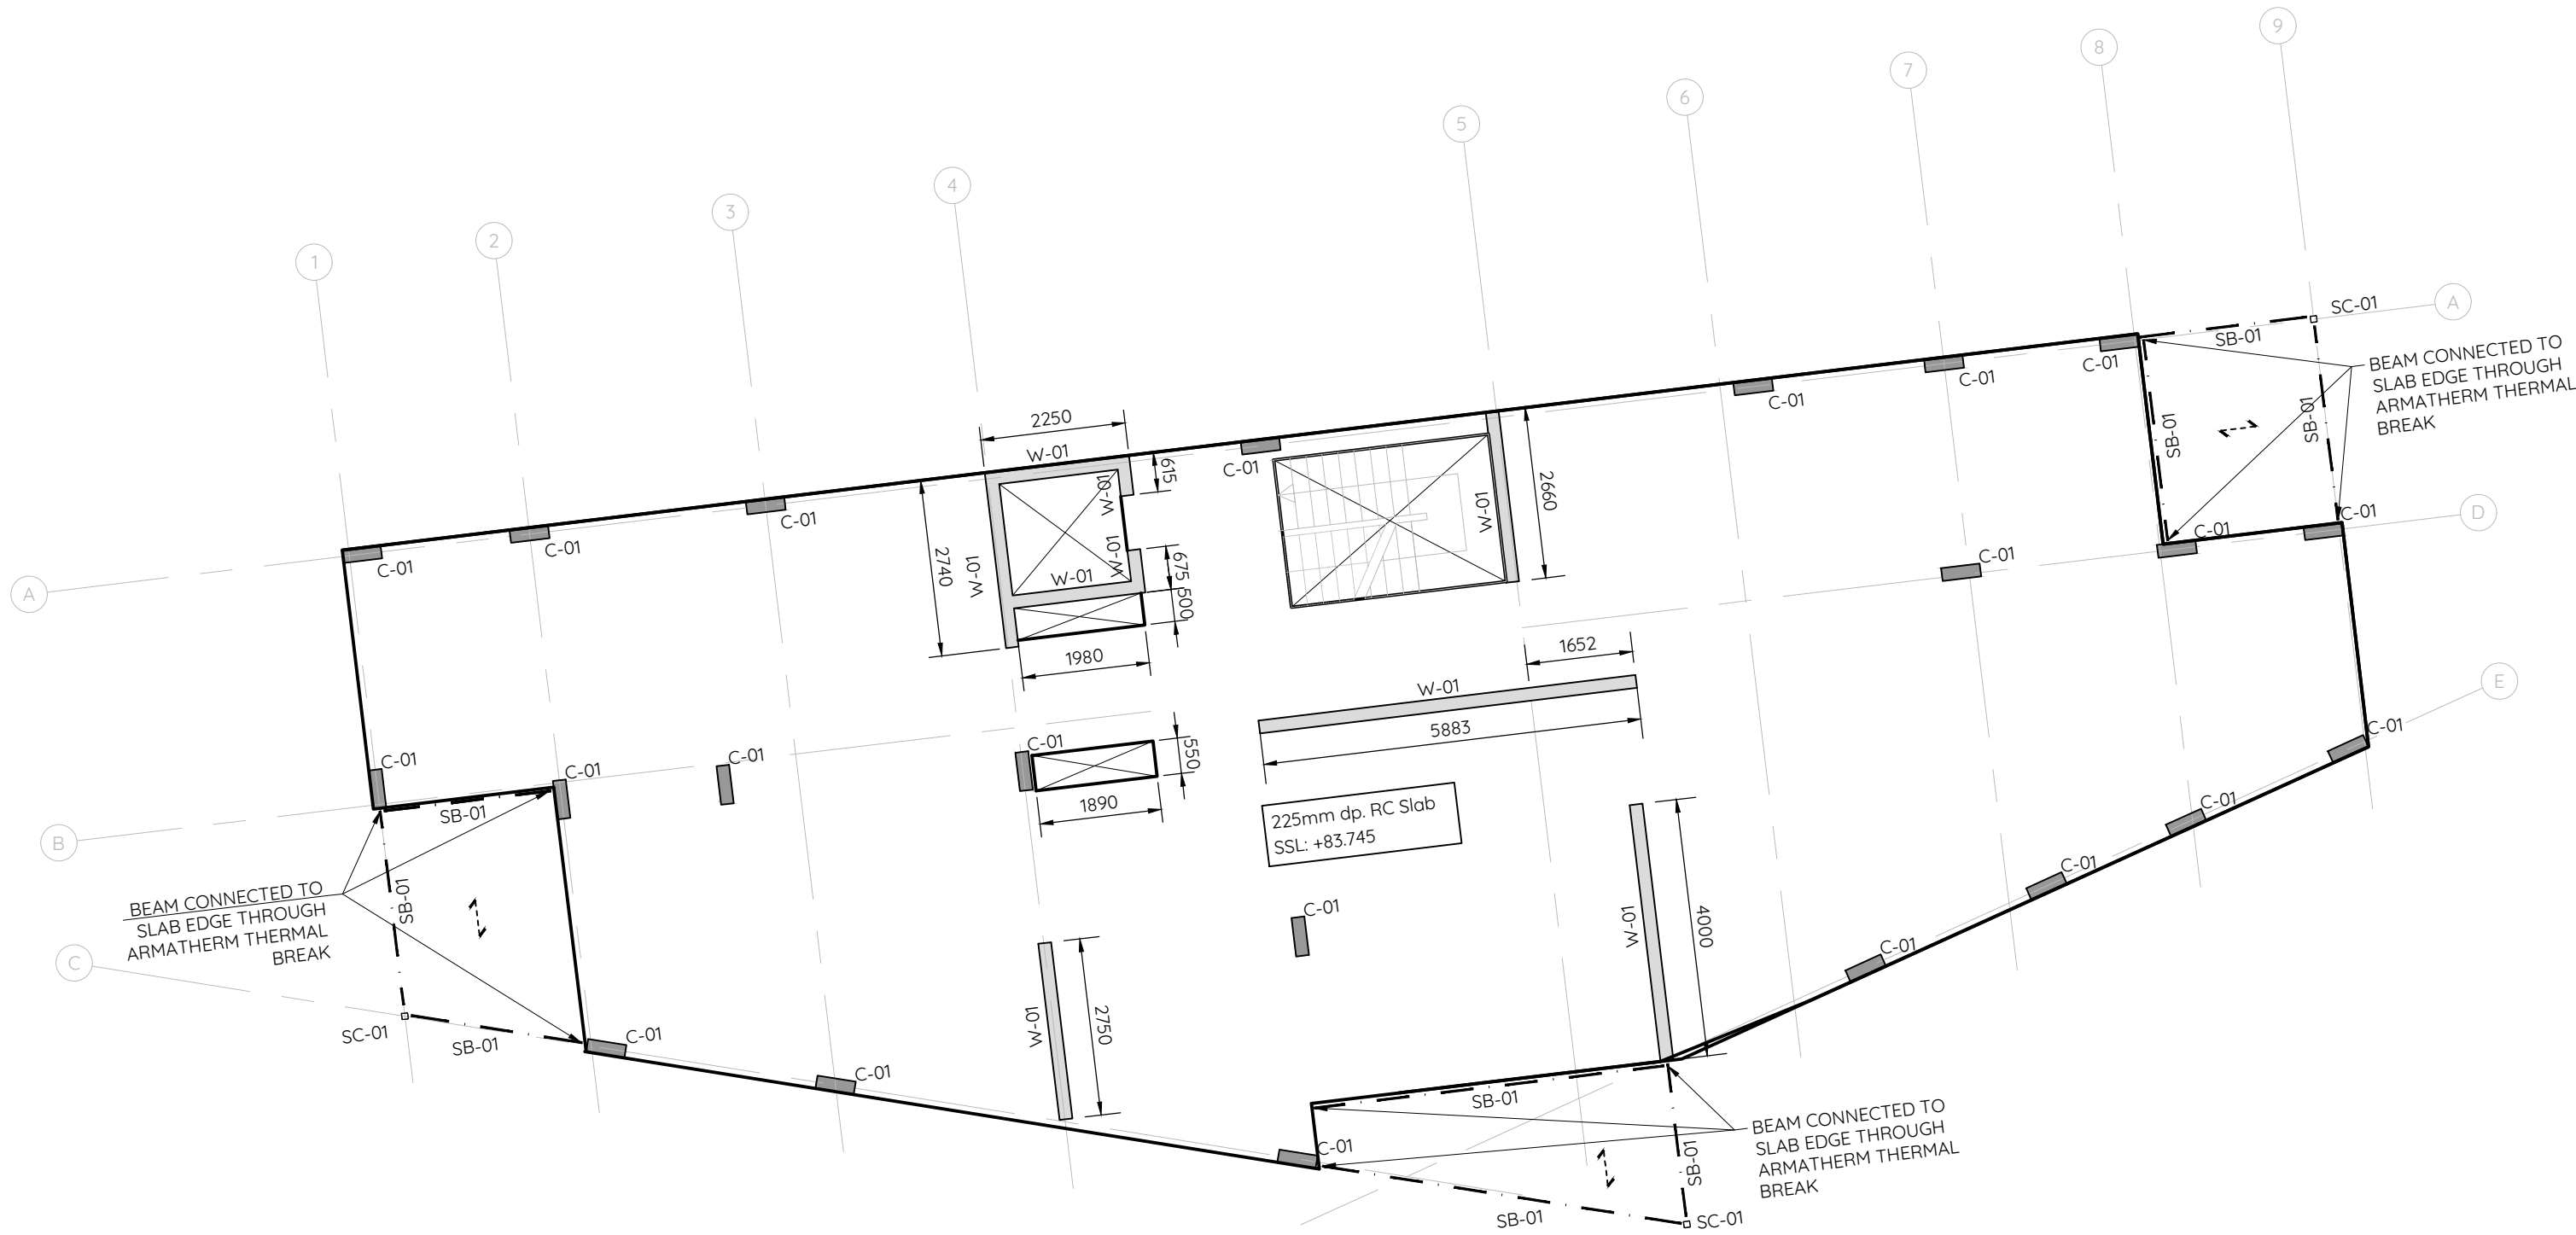 9
8
7
6
5
4
3
2
1
SC-01
A
SB-01
BEAM CONNECTED TO
SLAB EDGE THROUGH
ARMATHERM THERMAL
BREAK
C-01
C-01
C-01
SB-01
SB-01
2250
W-01
615
W-01
C-01
2660
W-01
C-01
C-01
C-01
C-01
D
C-01
C-01
C-01
2740
W-01
W-01
W-01
675
500
A
1980
1652
E
W-01
5883
C-01
C-01
C-01
C-01
C-01
550
1890
SB-01
B
225mm dp. RC Slab
SSL: +83.745
C-01
C-01
BEAM CONNECTED TO
SLAB EDGE THROUGH
ARMATHERM THERMAL
BREAK
SB-01
C-01
W-01
4000
C-01
C
SC-01
SB-01
C-01
W-01
2750
C-01
SB-01
C-01
BEAM CONNECTED TO
SLAB EDGE THROUGH
ARMATHERM THERMAL
BREAK
SB-01
SB-01
SC-01